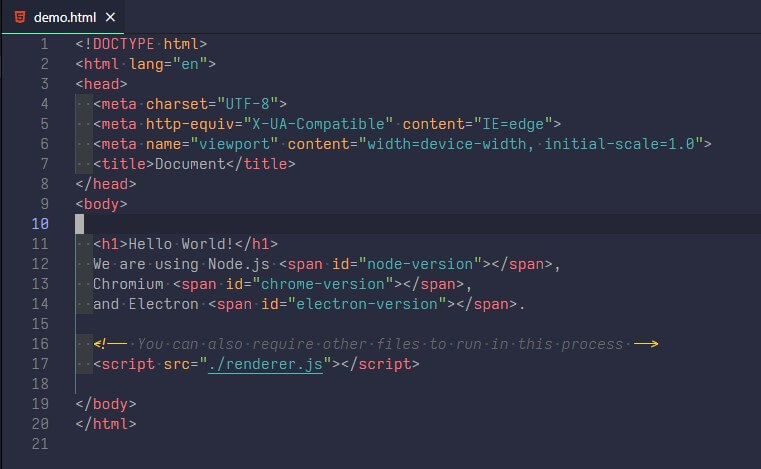 demo.html ×
1 <!DOCTYPE html>
2 <html lang="en">
3 <head>
4   <meta charset="UTF-8">
5   <meta http-equiv="X-UA-Compatible" content="IE=edge">
6   <meta name="viewport" content="width=device-width, initial-scale=1.0">
7   <title>Document</title>
8 </head>
9 <body>
10
11   <h1>Hello World!</h1>
12   We are using Node.js <span id="node-version"></span>,
13   Chromium <span id="chrome-version"></span>,
14   and Electron <span id="electron-version"></span>.
15
16   <!-- You can also require other files to run in this process -->
17   <script src="./renderer.js"></script>
18
19 </body>
20 </html>
21